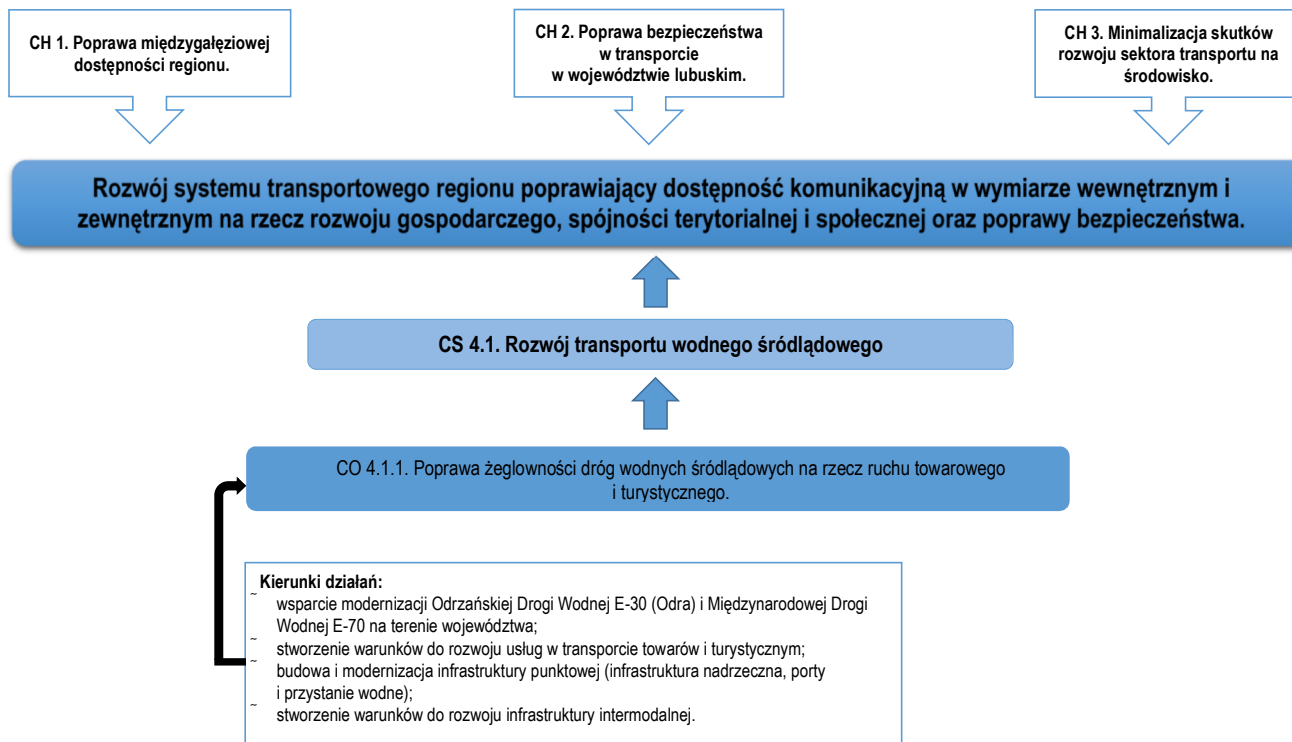 CH 1. Poprawa międzygałęziowej
dostępności regionu.
CH 2. Poprawa bezpieczeństwa
w transporcie
w województwie lubuskim.
CH 3. Minimalizacja skutków
rozwoju sektora transportu na
środowisko.
Rozwój systemu transportowego regionu poprawiający dostępność komunikacyjną w wymiarze wewnętrznym i
zewnętrznym na rzecz rozwoju gospodarczego, spójności terytorialnej i społecznej oraz poprawy bezpieczeństwa.
CS 4.1. Rozwój transportu wodnego śródlądowego
CO 4.1.1. Poprawa żeglowności dróg wodnych śródlądowych na rzecz ruchu towarowego
i turystycznego.
Kierunki działań:
~ wsparcie modernizacji Odrzańskiej Drogi Wodnej E-30 (Odra) i Międzynarodowej Drogi
Wodnej E-70 na terenie województwa;
~ stworzenie warunków do rozwoju usług w transporcie towarów i turystycznym;
~ budowa i modernizacja infrastruktury punktowej (infrastruktura nadrzeczna, porty
i przystanie wodne);
~ stworzenie warunków do rozwoju infrastruktury intermodalnej.